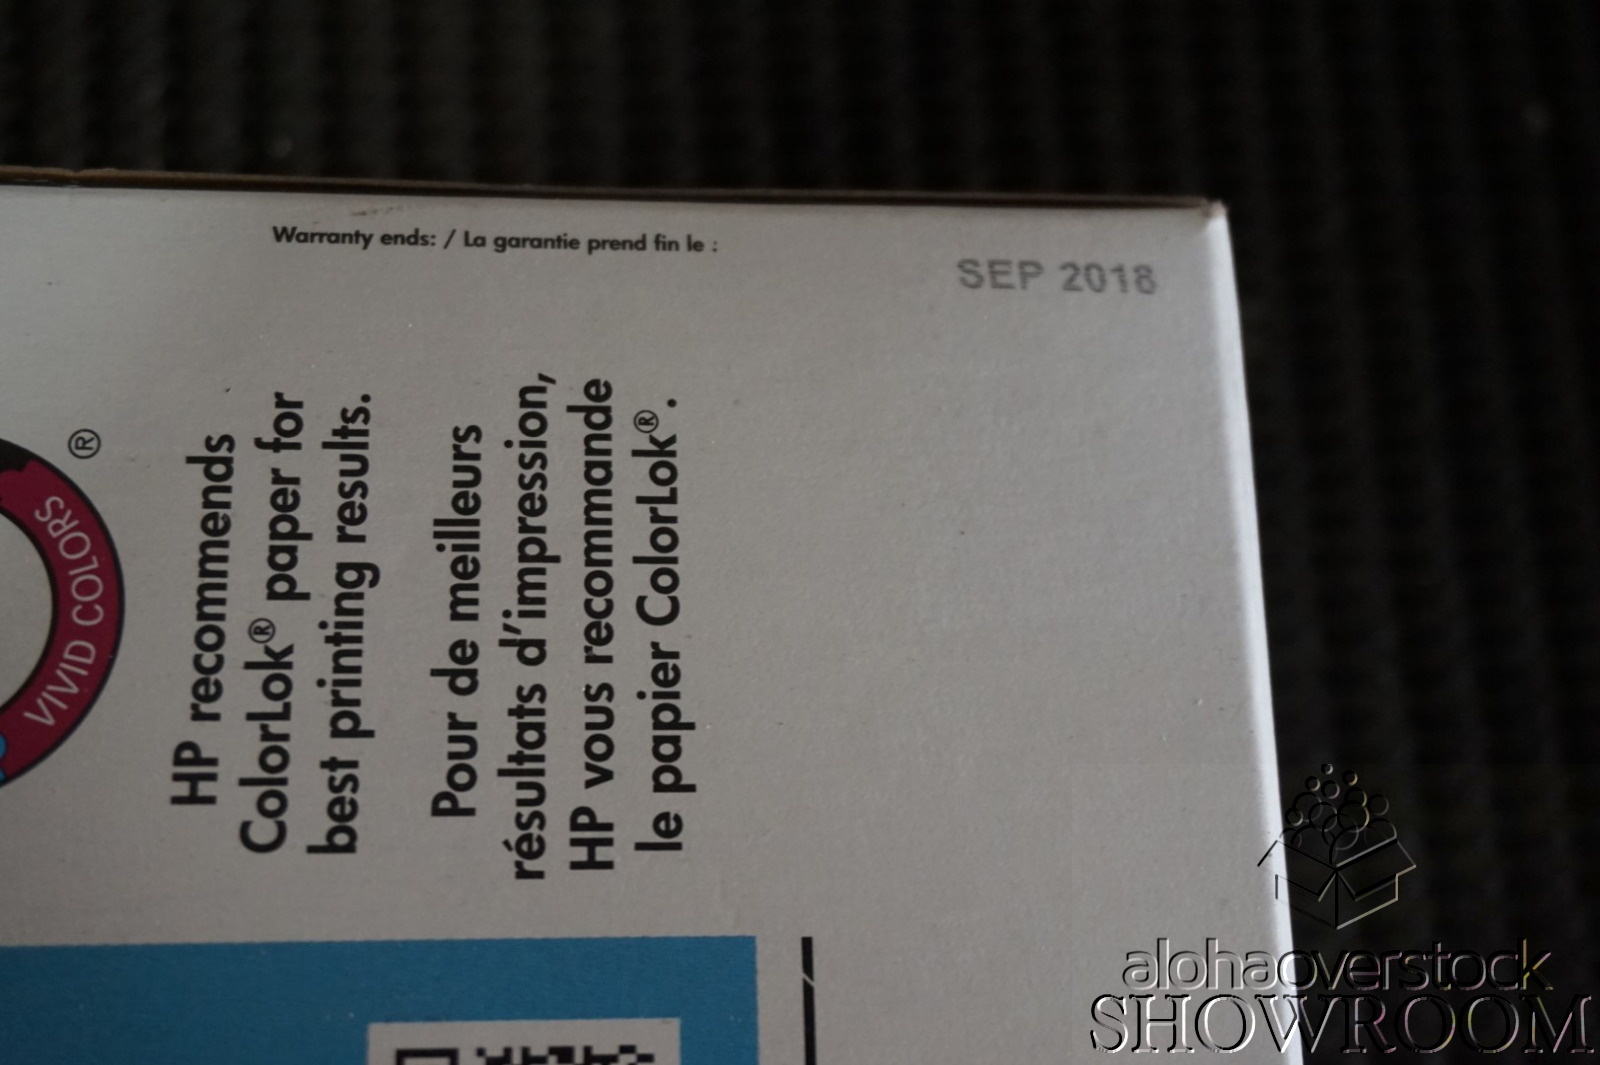 Warranty ends: / La garantie prend fin le :
SEP 2018
®
VIVID COLORS
HP recommends
ColorLok® paper for
best printing results.
Pour de meilleurs
résultats d'impression,
HP vous recommande
le papier ColorLok®.
alohaoverstock
SHOWROOM